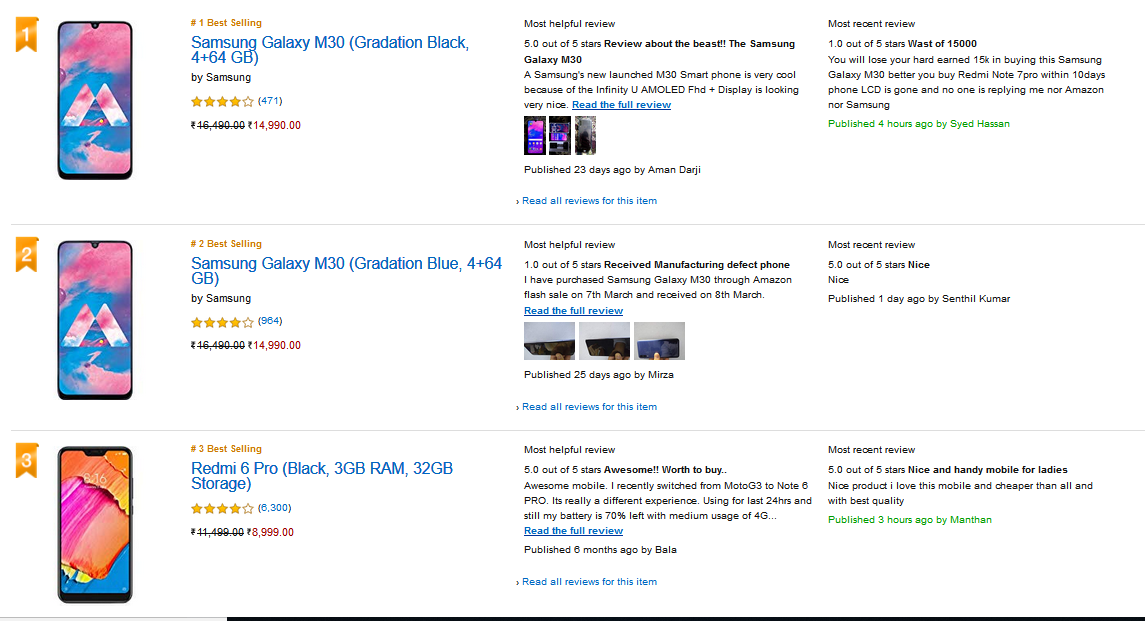 1
# 1 Best Selling
Samsung Galaxy M30 (Gradation Black,
4+64 GB)
by Samsung
(471)
₹16,490.00 ₹14,990.00
Most helpful review
5.0 out of 5 stars Review about the beast!! The Samsung
Galaxy M30
A Samsung's new launched M30 Smart phone is very cool
because of the Infinity U AMOLED Fhd + Display is looking
very nice. Read the full review
Published 23 days ago by Aman Darji
› Read all reviews for this item
Most recent review
1.0 out of 5 stars Wast of 15000
You will lose your hard earned 15k in buying this Samsung
Galaxy M30 better you buy Redmi Note 7pro within 10days
phone LCD is gone and no one is replying me nor Amazon
nor Samsung
Published 4 hours ago by Syed Hassan
2
# 2 Best Selling
Samsung Galaxy M30 (Gradation Blue, 4+64
GB)
by Samsung
(964)
₹16,490.00 ₹14,990.00
Most helpful review
1.0 out of 5 stars Received Manufacturing defect phone
I have purchased Samsung Galaxy M30 through Amazon
flash sale on 7th March and received on 8th March.
Read the full review
Published 25 days ago by Mirza
› Read all reviews for this item
Most recent review
5.0 out of 5 stars Nice
Nice
Published 1 day ago by Senthil Kumar
3
# 3 Best Selling
Redmi 6 Pro (Black, 3GB RAM, 32GB
Storage)
(6,300)
₹11,499.00 ₹8,999.00
Most helpful review
5.0 out of 5 stars Awesome!! Worth to buy..
Awesome mobile. I recently switched from MotoG3 to Note 6
PRO. Its really a different experience. Using for last 24hrs and
still my battery is 70% left with medium usage of 4G...
Read the full review
Published 6 months ago by Bala
› Read all reviews for this item
Most recent review
5.0 out of 5 stars Nice and handy mobile for ladies
Nice product i love this mobile and cheaper than all and
with best quality
Published 3 hours ago by Manthan